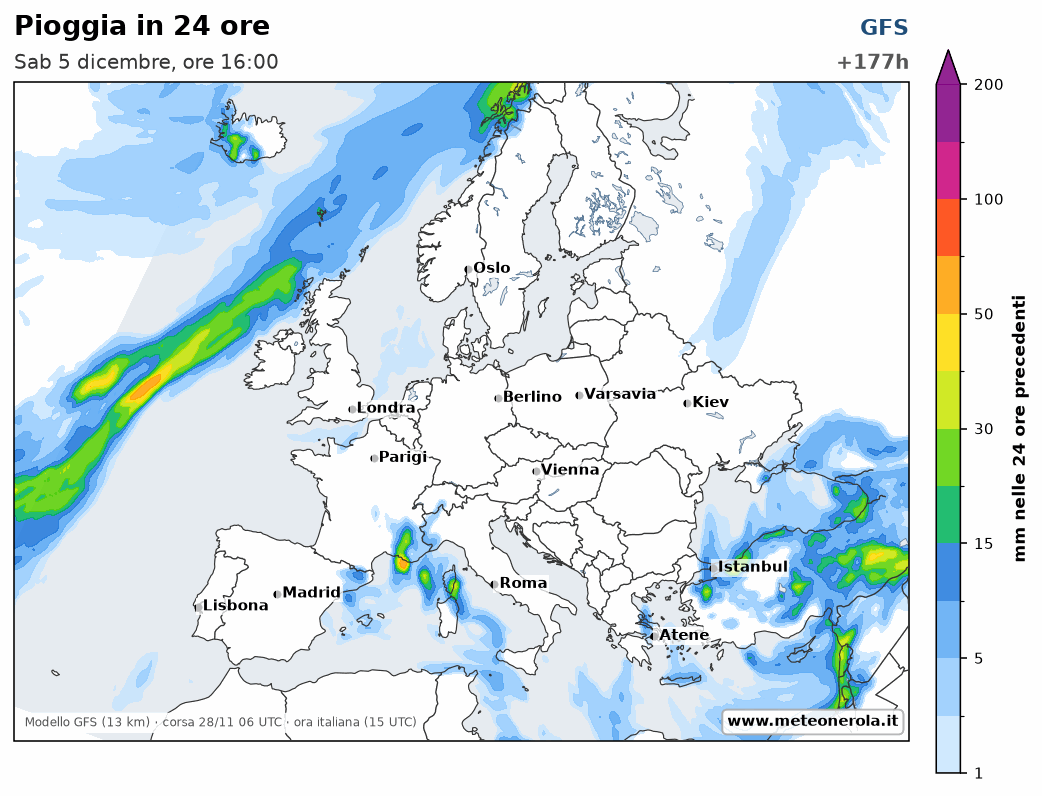 Pioggia in 24 ore
GFS
Sab 5 dicembre, ore 16:00
+177h
200
100
50
30
15
5
1
mm nelle 24 ore precedenti
Oslo
Berlino
Varsavia
Kiev
Londra
Parigi
Vienna
Istanbul
Roma
Madrid
Lisbona
Atene
Modello GFS (13 km) · corsa 28/11 06 UTC · ora italiana (15 UTC)
www.meteonerola.it